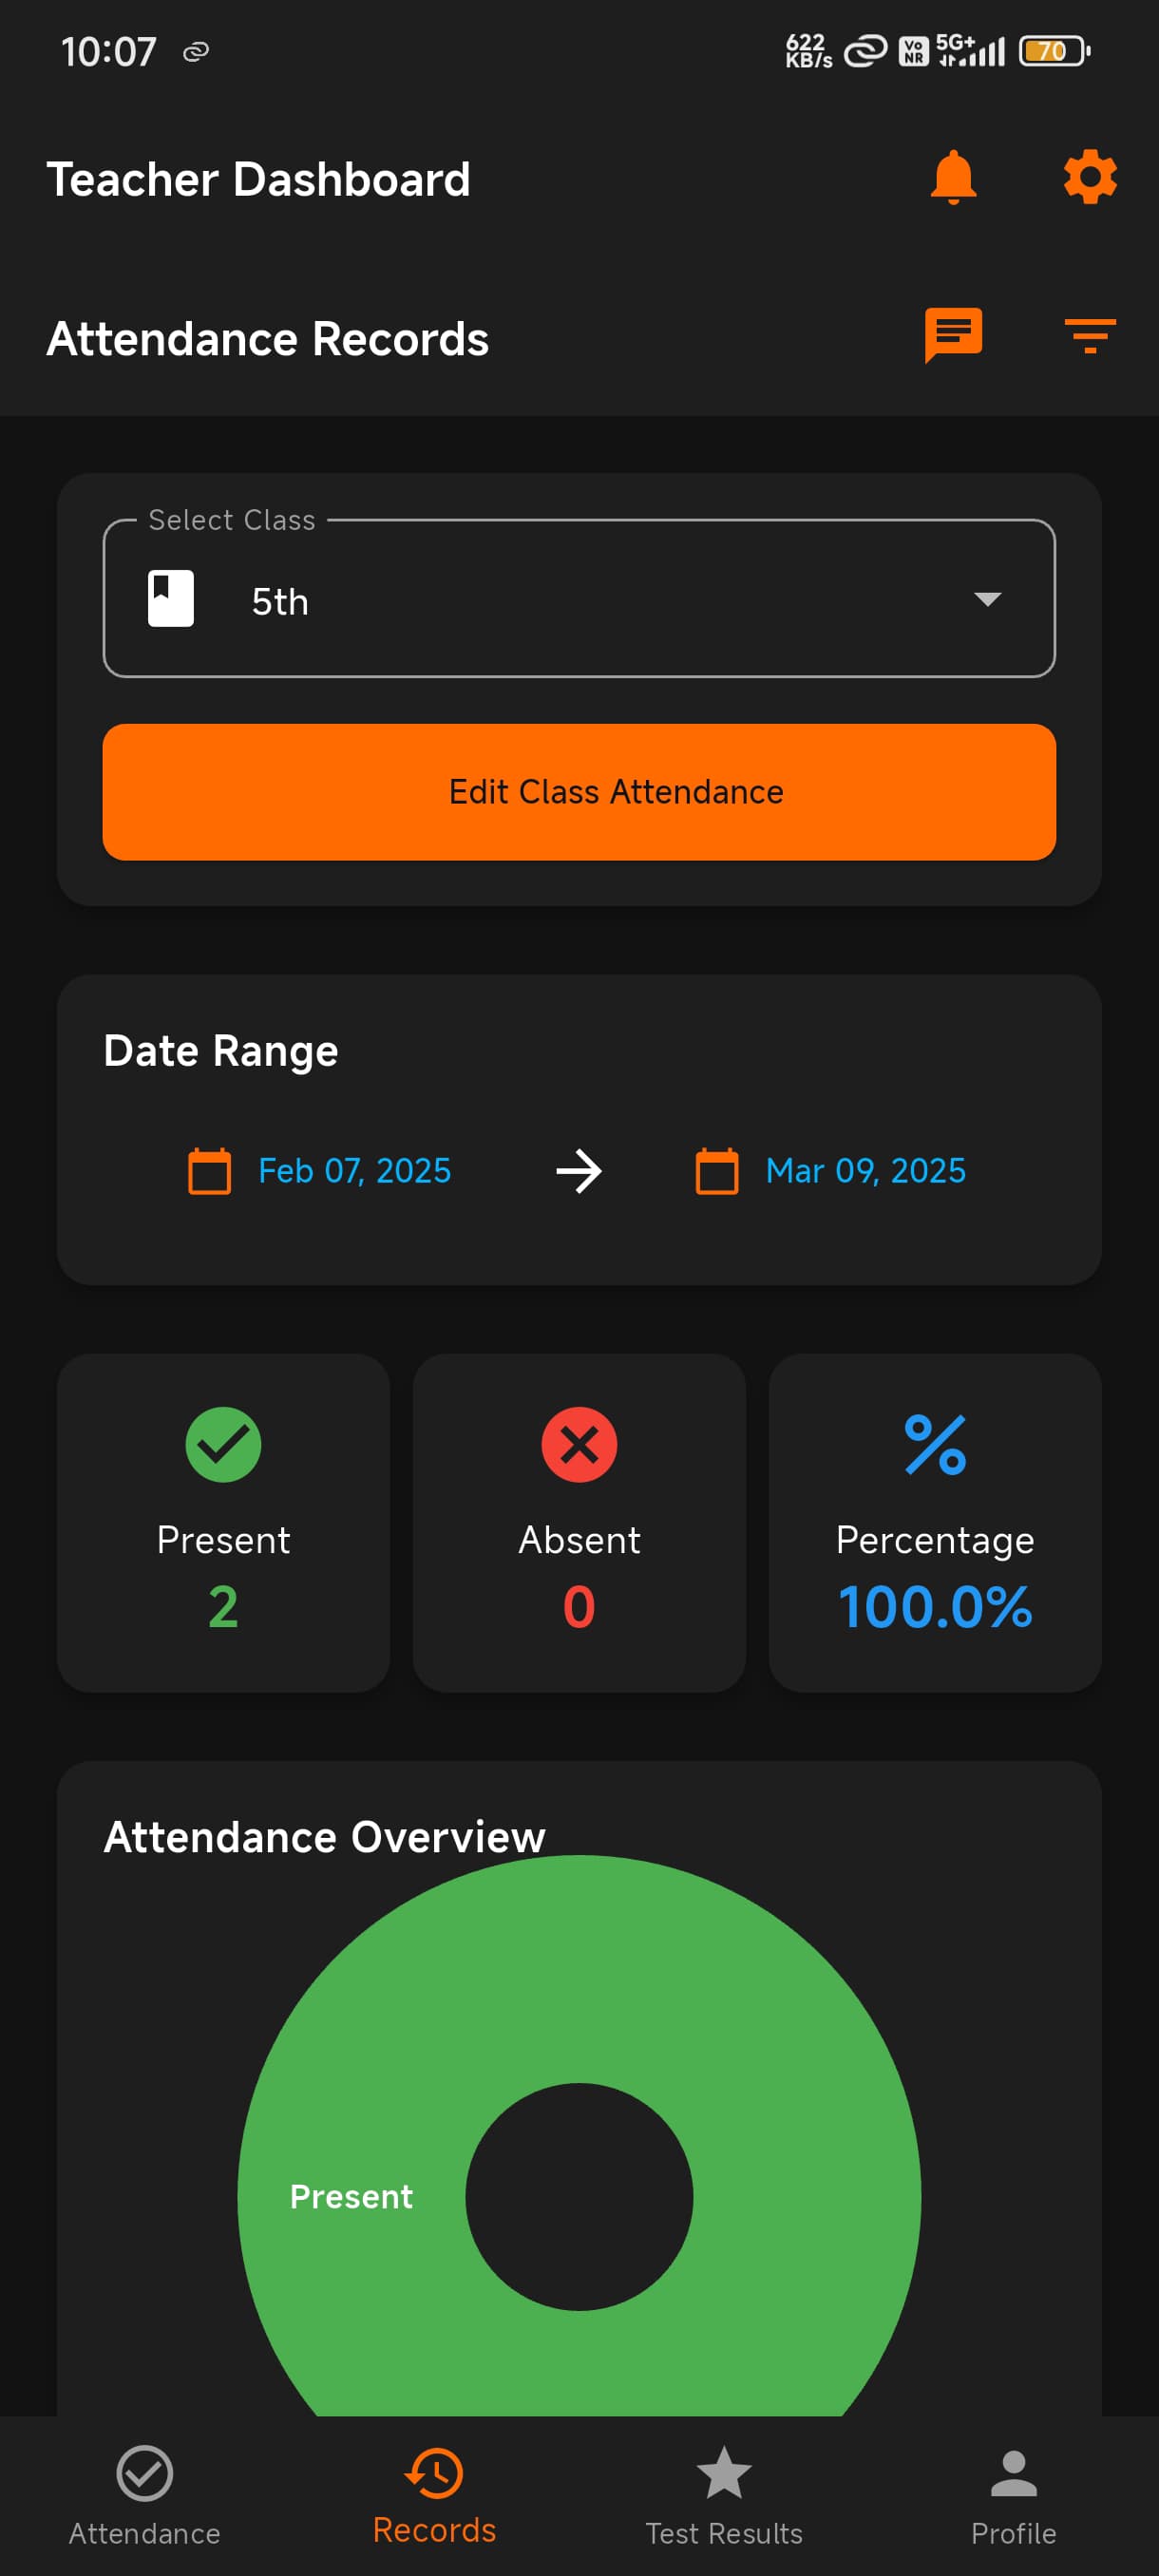 10:07
622
KB/s
Vo
NR
5G+
70
Teacher Dashboard
Attendance Records
Select Class
5th
Edit Class Attendance
Date Range
Feb 07, 2025
Mar 09, 2025
Present
2
Absent
0
Percentage
100.0%
Attendance Overview
Present
Attendance
Records
Test Results
Profile